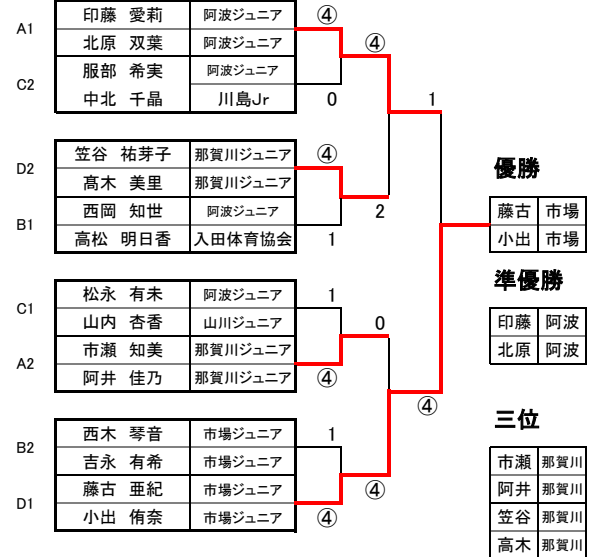 A1 印藤 愛莉 阿波ジュニア ④
北原 双葉 阿波ジュニア ④
C2 服部 希実 阿波ジュニア
中北 千晶 川島Jr 0 1
D2 笠谷 祐芽子 那賀川ジュニア ④
髙木 美里 那賀川ジュニア
B1 西岡 知世 阿波ジュニア 2
高松 明日香 入田体育協会 1
C1 松永 有未 阿波ジュニア 1
山内 杏香 山川ジュニア 0
A2 市瀬 知美 那賀川ジュニア
阿井 佳乃 那賀川ジュニア ④
④
B2 西木 琴音 市場ジュニア 1
吉永 有希 市場ジュニア
D1 藤古 亜紀 市場ジュニア ④
小出 侑奈 市場ジュニア ④
優勝
藤古 市場
小出 市場
準優勝
印藤 阿波
北原 阿波
三位
市瀬 那賀川
阿井 那賀川
笠谷 那賀川
高木 那賀川